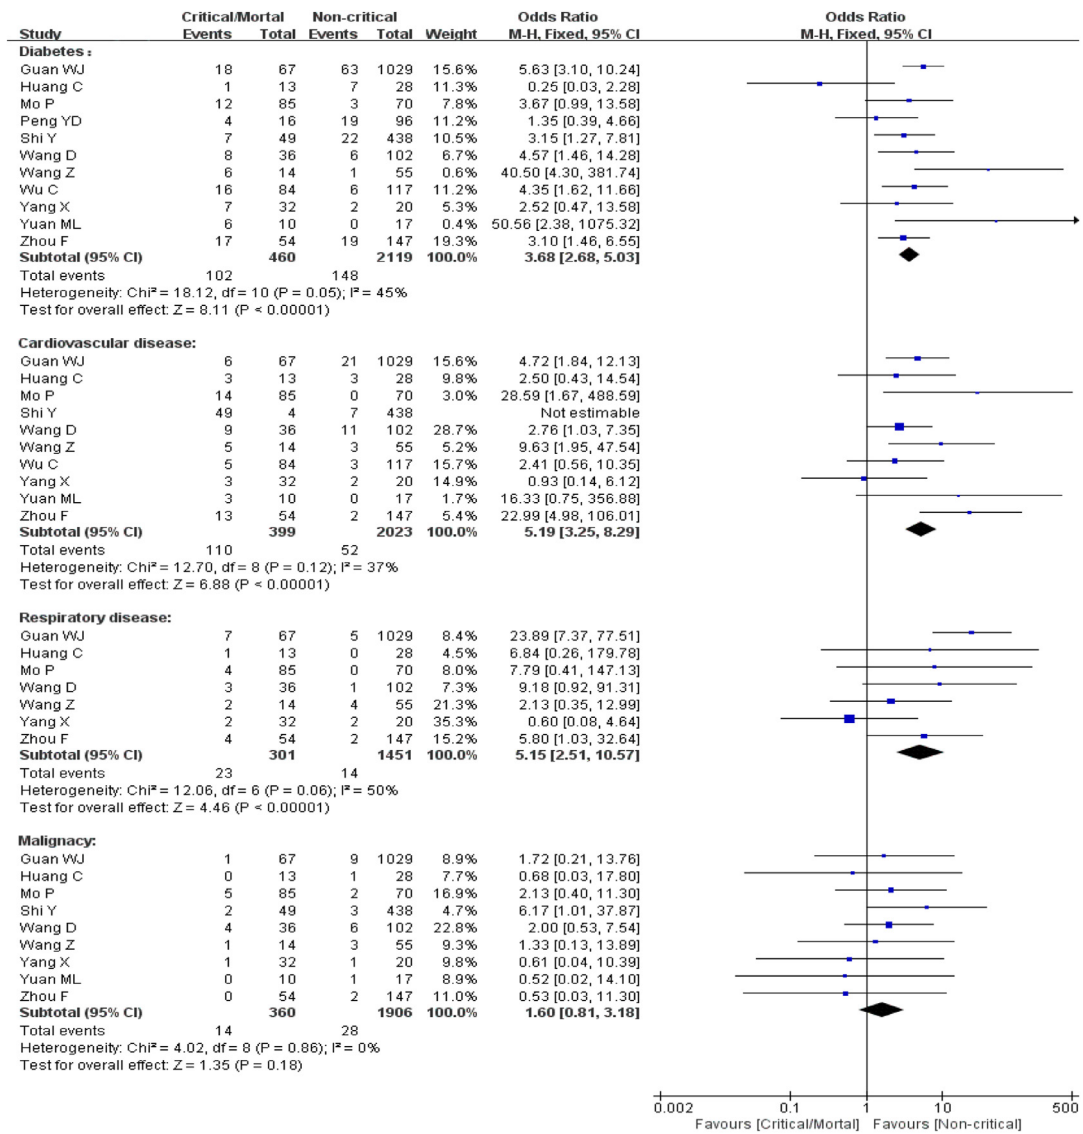 Critical/Mortal Non-critical Odds Ratio Odds Ratio
Study Events Total Events Total Weight M-H, Fixed, 95% CI M-H, Fixed, 95% CI
Diabetes :
Guan WJ 18 67 63 1029 15.6% 5.63 [3.10, 10.24]
Huang C 1 13 7 28 11.3% 0.25 [0.03, 2.28]
Mo P 12 85 3 70 7.8% 3.67 [0.99, 13.58]
Peng YD 4 16 19 96 11.2% 1.35 [0.39, 4.66]
Shi Y 7 49 22 438 10.5% 3.15 [1.27, 7.81]
Wang D 8 36 6 102 6.7% 4.57 [1.46, 14.28]
Wang Z 6 14 1 55 0.6% 40.50 [4.30, 381.74]
Wu C 16 84 6 117 11.2% 4.35 [1.62, 11.66]
Yang X 7 32 2 20 5.3% 2.52 [0.47, 13.58]
Yuan ML 6 10 0 17 0.4% 50.56 [2.38, 1075.32]
Zhou F 17 54 19 147 19.3% 3.10 [1.46, 6.55]
Subtotal (95% CI) 460 2119 100.0% 3.68 [2.68, 5.03]
Total events 102 148
Heterogeneity: Chi² = 18.12, df = 10 (P = 0.05); I² = 45%
Test for overall effect: Z = 8.11 (P < 0.00001)
Cardiovascular disease:
Guan WJ 6 67 21 1029 15.6% 4.72 [1.84, 12.13]
Huang C 3 13 3 28 9.8% 2.50 [0.43, 14.54]
Mo P 14 85 0 70 3.0% 28.59 [1.67, 488.59]
Shi Y 49 4 7 438 Not estimable
Wang D 9 36 11 102 28.7% 2.76 [1.03, 7.35]
Wang Z 5 14 3 55 5.2% 9.63 [1.95, 47.54]
Wu C 5 84 3 117 15.7% 2.41 [0.56, 10.35]
Yang X 3 32 2 20 14.9% 0.93 [0.14, 6.12]
Yuan ML 3 10 0 17 1.7% 16.33 [0.75, 356.88]
Zhou F 13 54 2 147 5.4% 22.99 [4.98, 106.01]
Subtotal (95% CI) 399 2023 100.0% 5.19 [3.25, 8.29]
Total events 110 52
Heterogeneity: Chi² = 12.70, df = 8 (P = 0.12); I² = 37%
Test for overall effect: Z = 6.88 (P < 0.00001)
Respiratory disease:
Guan WJ 7 67 5 1029 8.4% 23.89 [7.37, 77.51]
Huang C 1 13 0 28 4.5% 6.84 [0.26, 179.78]
Mo P 4 85 0 70 8.0% 7.79 [0.41, 147.13]
Wang D 3 36 1 102 7.3% 9.18 [0.92, 91.31]
Wang Z 2 14 4 55 21.3% 2.13 [0.35, 12.99]
Yang X 2 32 2 20 35.3% 0.60 [0.08, 4.64]
Zhou F 4 54 2 147 15.2% 5.80 [1.03, 32.64]
Subtotal (95% CI) 301 1451 100.0% 5.15 [2.51, 10.57]
Total events 23 14
Heterogeneity: Chi² = 12.06, df = 6 (P = 0.06); I² = 50%
Test for overall effect: Z = 4.46 (P < 0.00001)
Malignacy:
Guan WJ 1 67 9 1029 8.9% 1.72 [0.21, 13.76]
Huang C 0 13 1 28 7.7% 0.68 [0.03, 17.80]
Mo P 5 85 2 70 16.9% 2.13 [0.40, 11.30]
Shi Y 2 49 3 438 4.7% 6.17 [1.01, 37.87]
Wang D 4 36 6 102 22.8% 2.00 [0.53, 7.54]
Wang Z 1 14 3 55 9.3% 1.33 [0.13, 13.89]
Yang X 1 32 1 20 9.8% 0.61 [0.04, 10.39]
Yuan ML 0 10 1 17 8.9% 0.52 [0.02, 14.10]
Zhou F 0 54 2 147 11.0% 0.53 [0.03, 11.30]
Subtotal (95% CI) 360 1906 100.0% 1.60 [0.81, 3.18]
Total events 14 28
Heterogeneity: Chi² = 4.02, df = 8 (P = 0.86); I² = 0%
Test for overall effect: Z = 1.35 (P = 0.18)
0.002 0.1 1 10 500
Favours [Critical/Mortal] Favours [Non-critical]